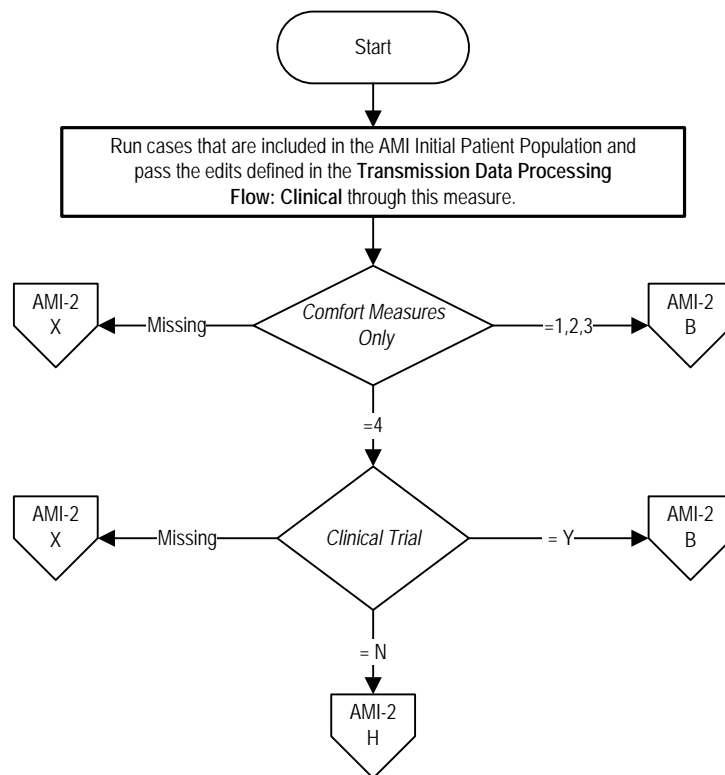 Start
Run cases that are included in the AMI Initial Patient Population and
pass the edits defined in the Transmission Data Processing
Flow: Clinical through this measure.
AMI-2
X
Missing
Comfort Measures
Only
=1,2,3
AMI-2
B
=4
AMI-2
X
Missing
Clinical Trial
= Y
AMI-2
B
= N
AMI-2
H